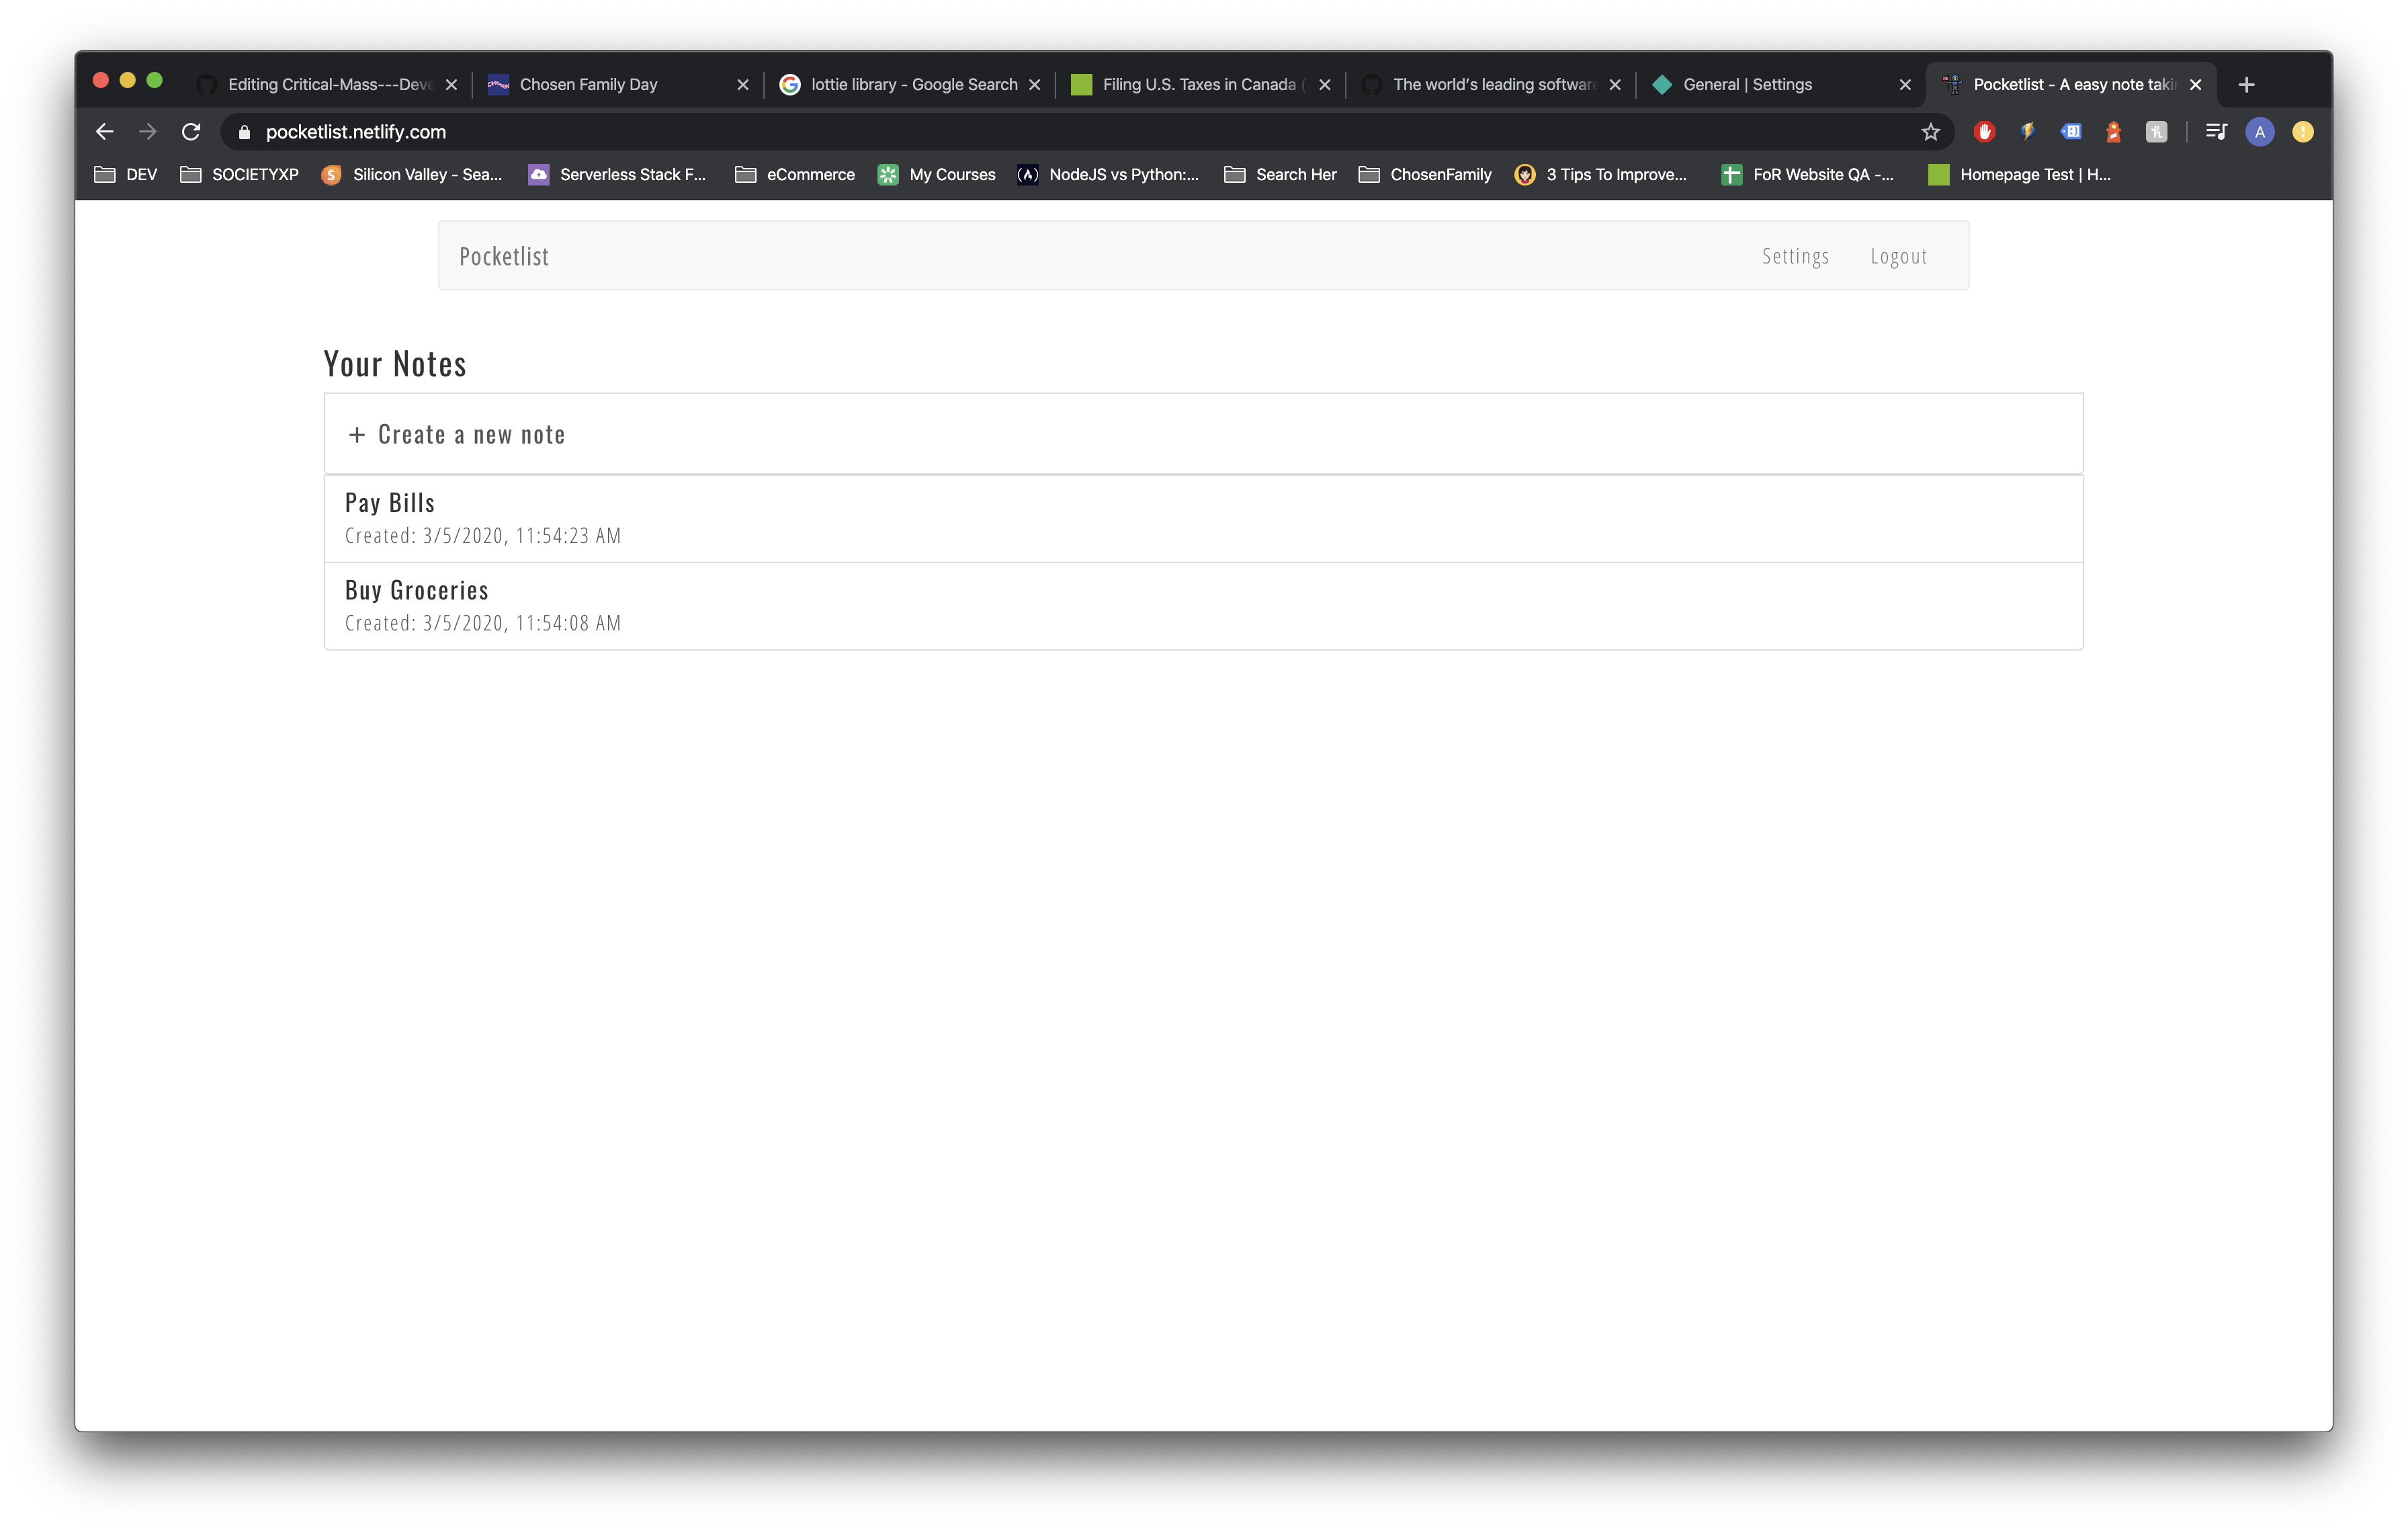 Editing Critical-Mass---Deve
Chosen Family Day
lottie library - Google Search
Filing U.S. Taxes in Canada (
The world's leading software
General | Settings
Pocketlist - A easy note takin
pocketlist.netlify.com
A
DEV
SOCIETYXP
Silicon Valley - Sea...
Serverless Stack F...
eCommerce
My Courses
NodeJS vs Python:...
Search Her
ChosenFamily
3 Tips To Improve...
FoR Website QA -...
Homepage Test | H...
Pocketlist
Settings
Logout
Your Notes
+ Create a new note
Pay Bills
Created: 3/5/2020, 11:54:23 AM
Buy Groceries
Created: 3/5/2020, 11:54:08 AM